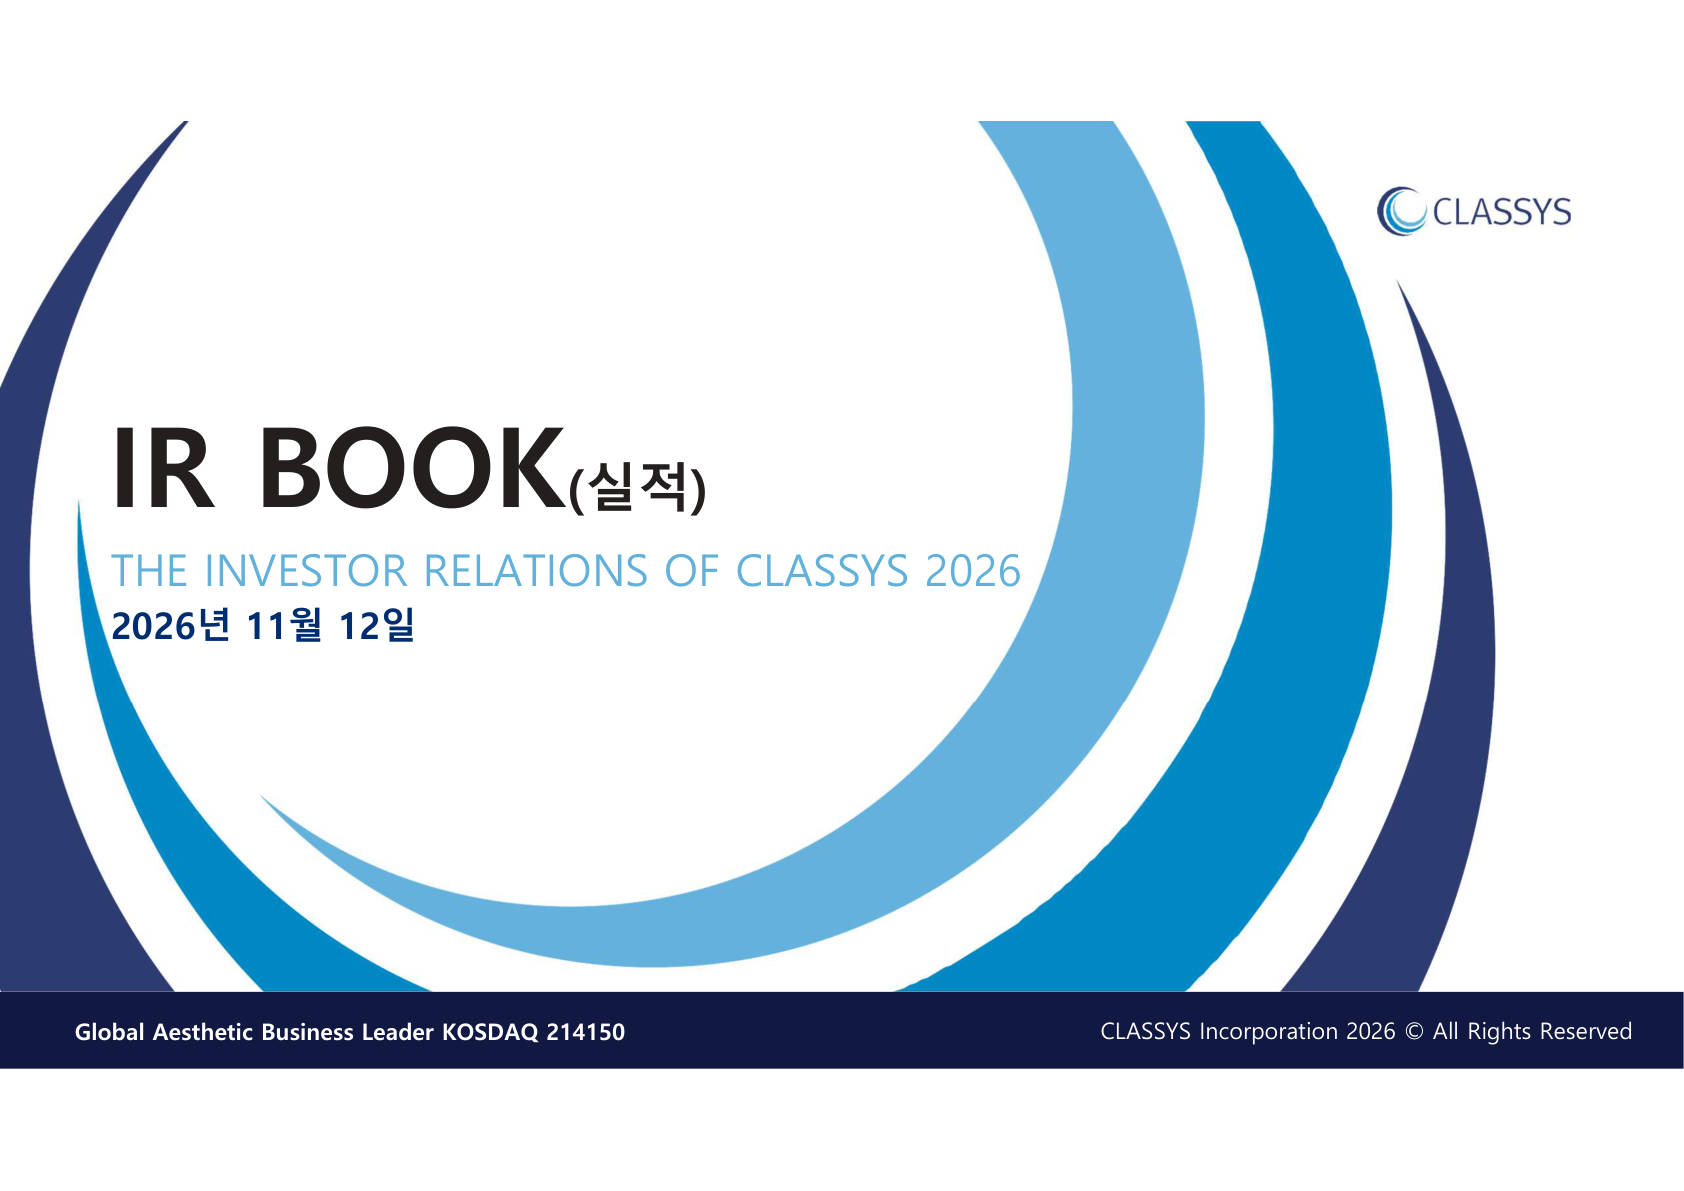 CLASSYS
IR BOOK(실적)
THE INVESTOR RELATIONS OF CLASSYS 2026
2026년 11월 12일
Global Aesthetic Business Leader KOSDAQ 214150
CLASSYS Incorporation 2026 © All Rights Reserved